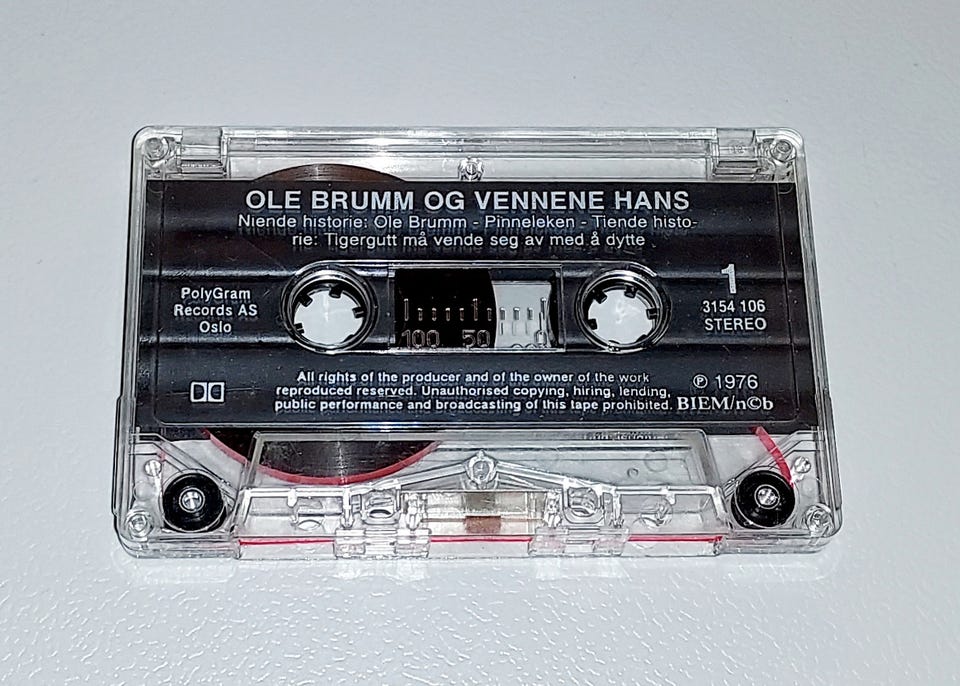 OLE BRUMM OG VENNENE HANS
Niende historie: Ole Brumm - Pinneleken - Tiende histo-
rie: Tigergutt må vende seg av med å dytte
1
PolyGram
Records AS
Oslo
3154 106
STEREO
100 50 0
All rights of the producer and of the owner of the work
reproduced reserved. Unauthorised copying, hiring, lending,
public performance and broadcasting of this tape prohibited.
℗ 1976
BIEM/n©b